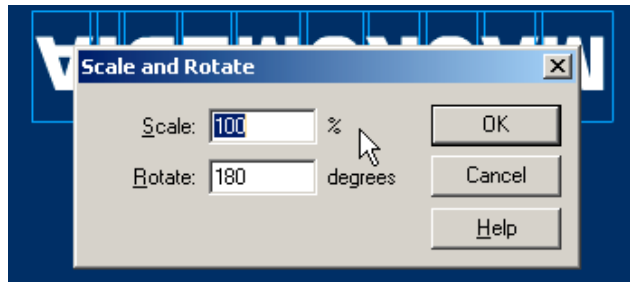 Scale and Rotate
Scale: 100 %
OK
Rotate: 180 degrees
Cancel
Help